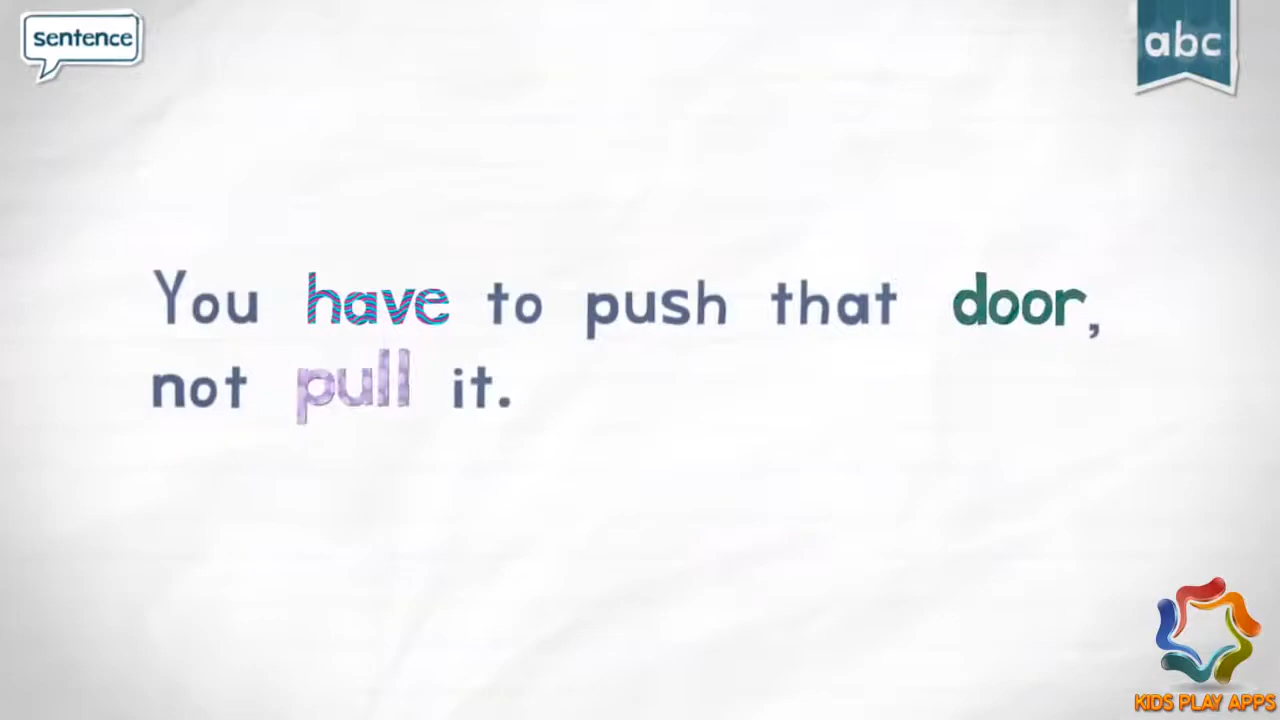 sentence
abc
You have to push that door,
not pull it.
KIDS PLAY APPS